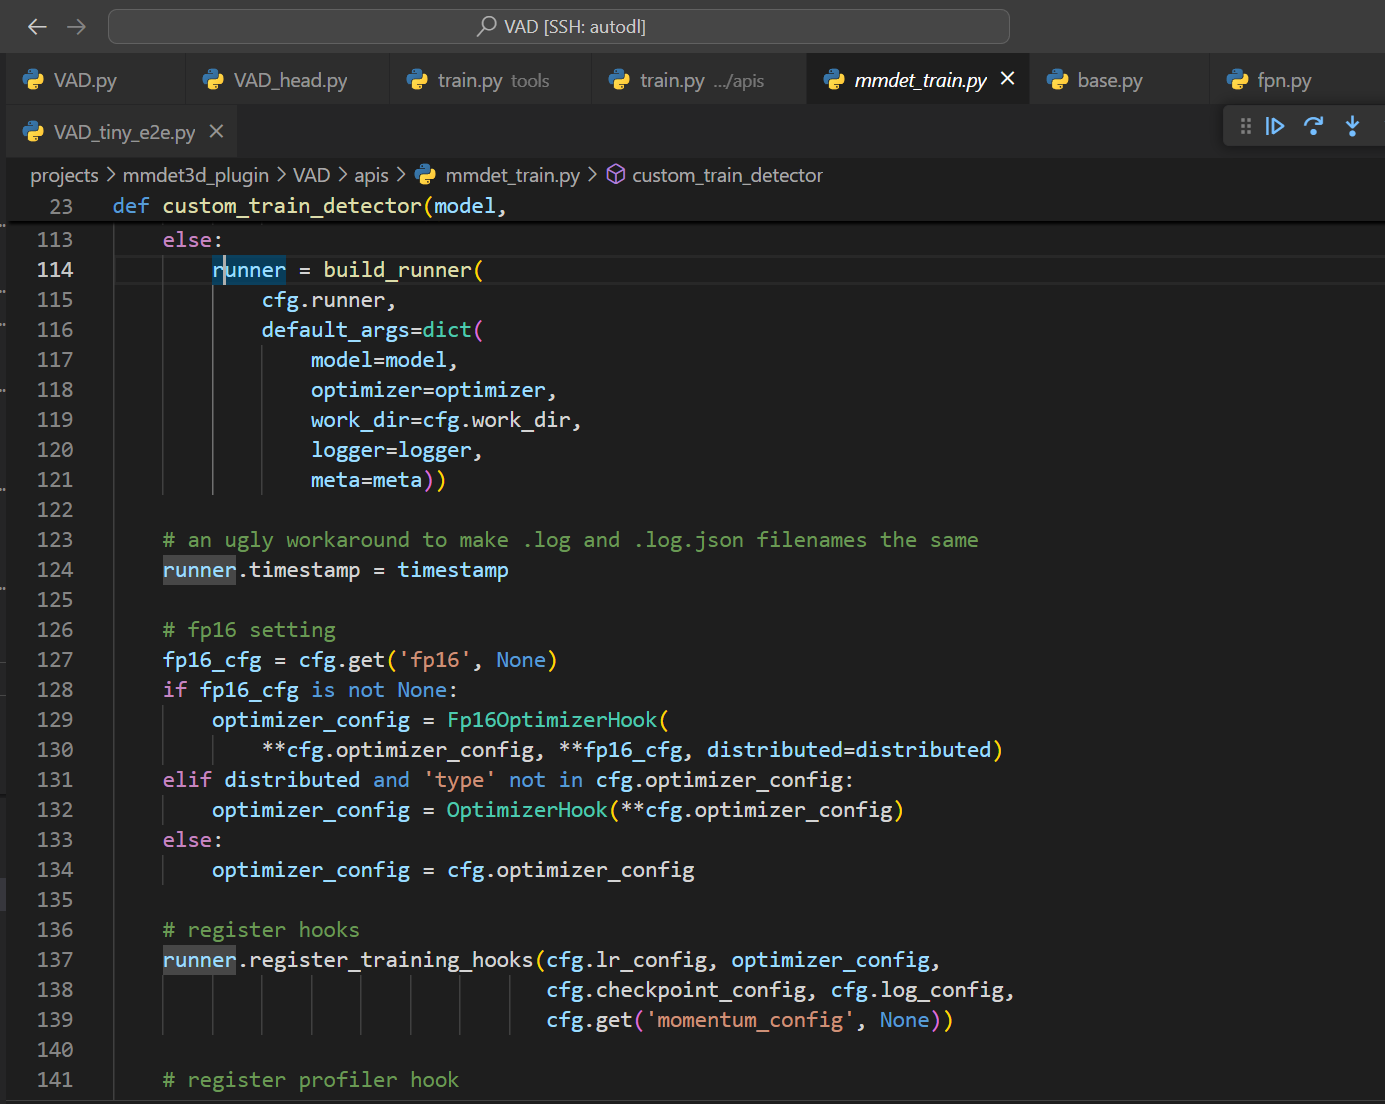 VAD [SSH: autodl]
VAD.py
VAD_head.py
train.py tools
train.py .../apis
mmdet_train.py
base.py
fpn.py
VAD_tiny_e2e.py
projects > mmdet3d_plugin > VAD > apis > mmdet_train.py > custom_train_detector
23 def custom_train_detector(model,
113 else:
114 runner = build_runner(
115 cfg.runner,
116 default_args=dict(
117 model=model,
118 optimizer=optimizer,
119 work_dir=cfg.work_dir,
120 logger=logger,
121 meta=meta))
122
123 # an ugly workaround to make .log and .log.json filenames the same
124 runner.timestamp = timestamp
125
126 # fp16 setting
127 fp16_cfg = cfg.get('fp16', None)
128 if fp16_cfg is not None:
129 optimizer_config = Fp16OptimizerHook(
130 **cfg.optimizer_config, **fp16_cfg, distributed=distributed)
131 elif distributed and 'type' not in cfg.optimizer_config:
132 optimizer_config = OptimizerHook(**cfg.optimizer_config)
133 else:
134 optimizer_config = cfg.optimizer_config
135
136 # register hooks
137 runner.register_training_hooks(cfg.lr_config, optimizer_config,
138 cfg.checkpoint_config, cfg.log_config,
139 cfg.get('momentum_config', None))
140
141 # register profiler hook